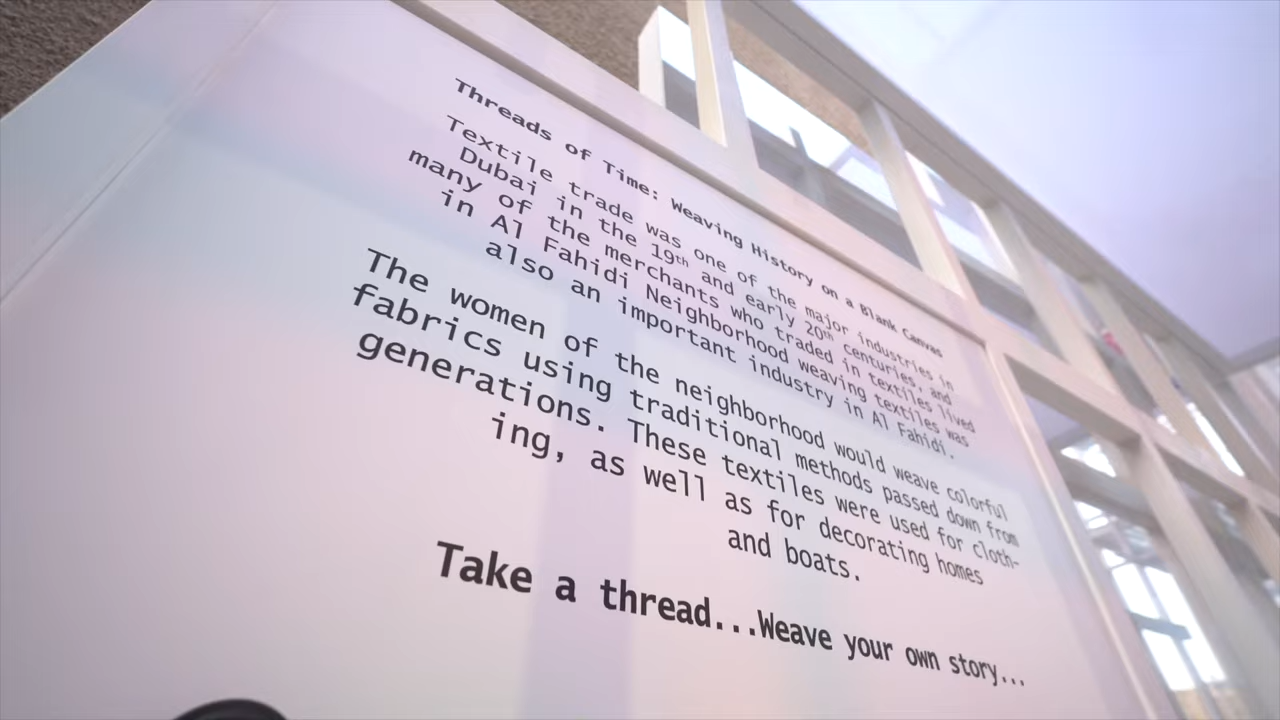 Threads of Time: Weaving History on a Blank Canvas
Textile trade was one of the major industries in
Dubai in the 19th and early 20th centuries, and
many of the merchants who traded in textiles lived
in Al Fahidi Neighborhood weaving textiles was
also an important industry in Al Fahidi.
The women of the neighborhood would weave colorful
fabrics using traditional methods passed down from
generations. These textiles were used for cloth-
ing, as well as for decorating homes
and boats.
Take a thread...Weave your own story...